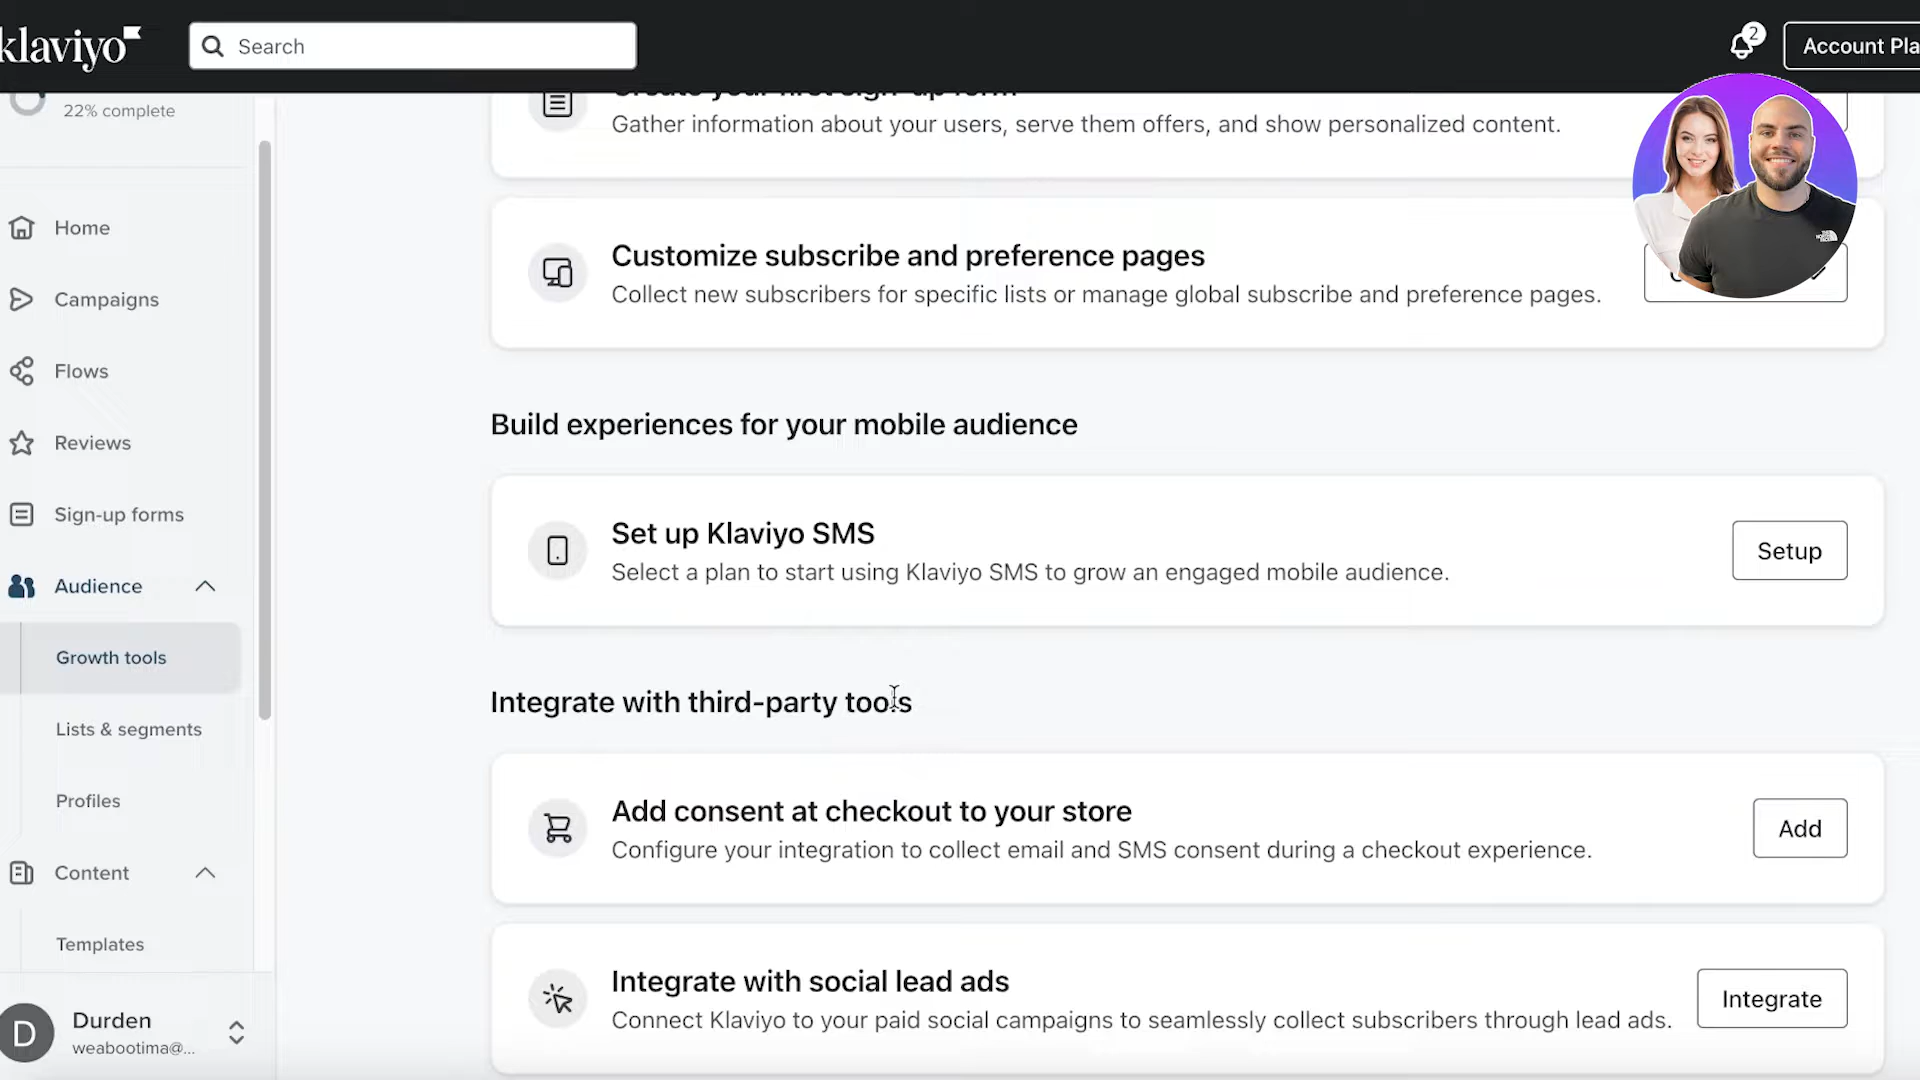 klaviyo
Search
2
Account Pla
22% complete
Home
Campaigns
Flows
Reviews
Sign-up forms
Audience
Growth tools
Lists & segments
Profiles
Content
Templates
D
Durden
weabootima@...
Create your first sign-up form
Gather information about your users, serve them offers, and show personalized content.
Customize subscribe and preference pages
Collect new subscribers for specific lists or manage global subscribe and preference pages.
Build experiences for your mobile audience
Set up Klaviyo SMS
Select a plan to start using Klaviyo SMS to grow an engaged mobile audience.
Setup
Integrate with third-party tools
Add consent at checkout to your store
Configure your integration to collect email and SMS consent during a checkout experience.
Add
Integrate with social lead ads
Connect Klaviyo to your paid social campaigns to seamlessly collect subscribers through lead ads.
Integrate